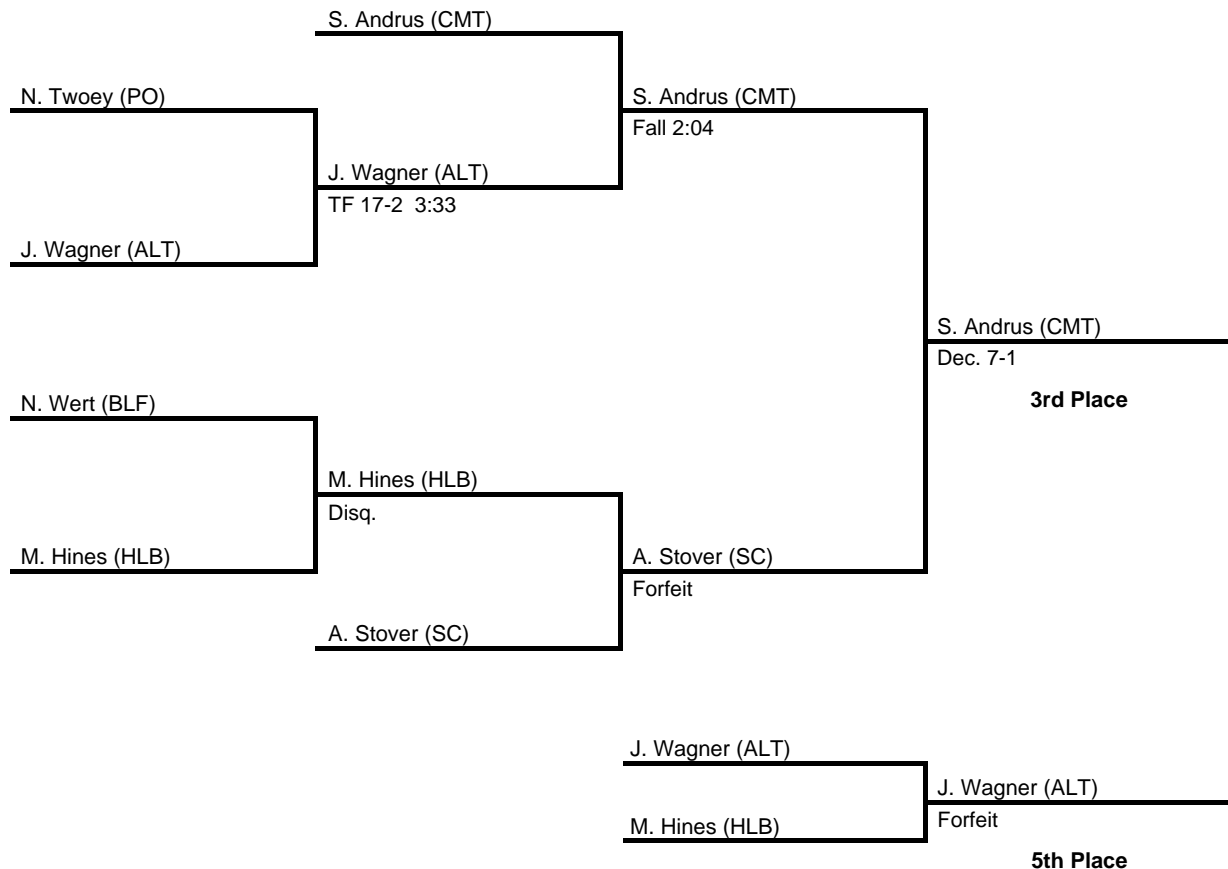 S. Andrus (CMT)
N. Twoey (PO)
S. Andrus (CMT)
Fall 2:04
J. Wagner (ALT)
TF 17-2 3:33
J. Wagner (ALT)
S. Andrus (CMT)
Dec. 7-1
3rd Place
N. Wert (BLF)
M. Hines (HLB)
Disq.
M. Hines (HLB)
A. Stover (SC)
Forfeit
A. Stover (SC)
J. Wagner (ALT)
J. Wagner (ALT)
Forfeit
M. Hines (HLB)
5th Place